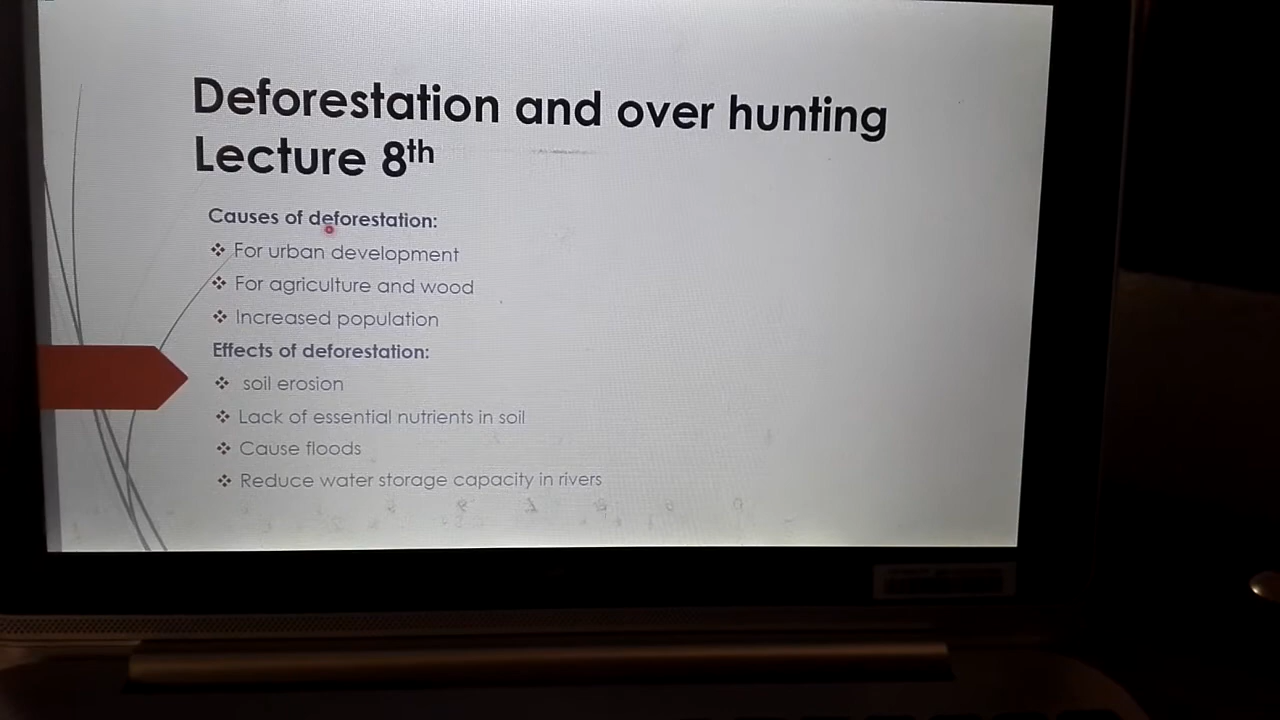 Deforestation and over hunting
Lecture 8th
Causes of deforestation:
For urban development
For agriculture and wood
Increased population
Effects of deforestation:
soil erosion
Lack of essential nutrients in soil
Cause floods
Reduce water storage capacity in rivers